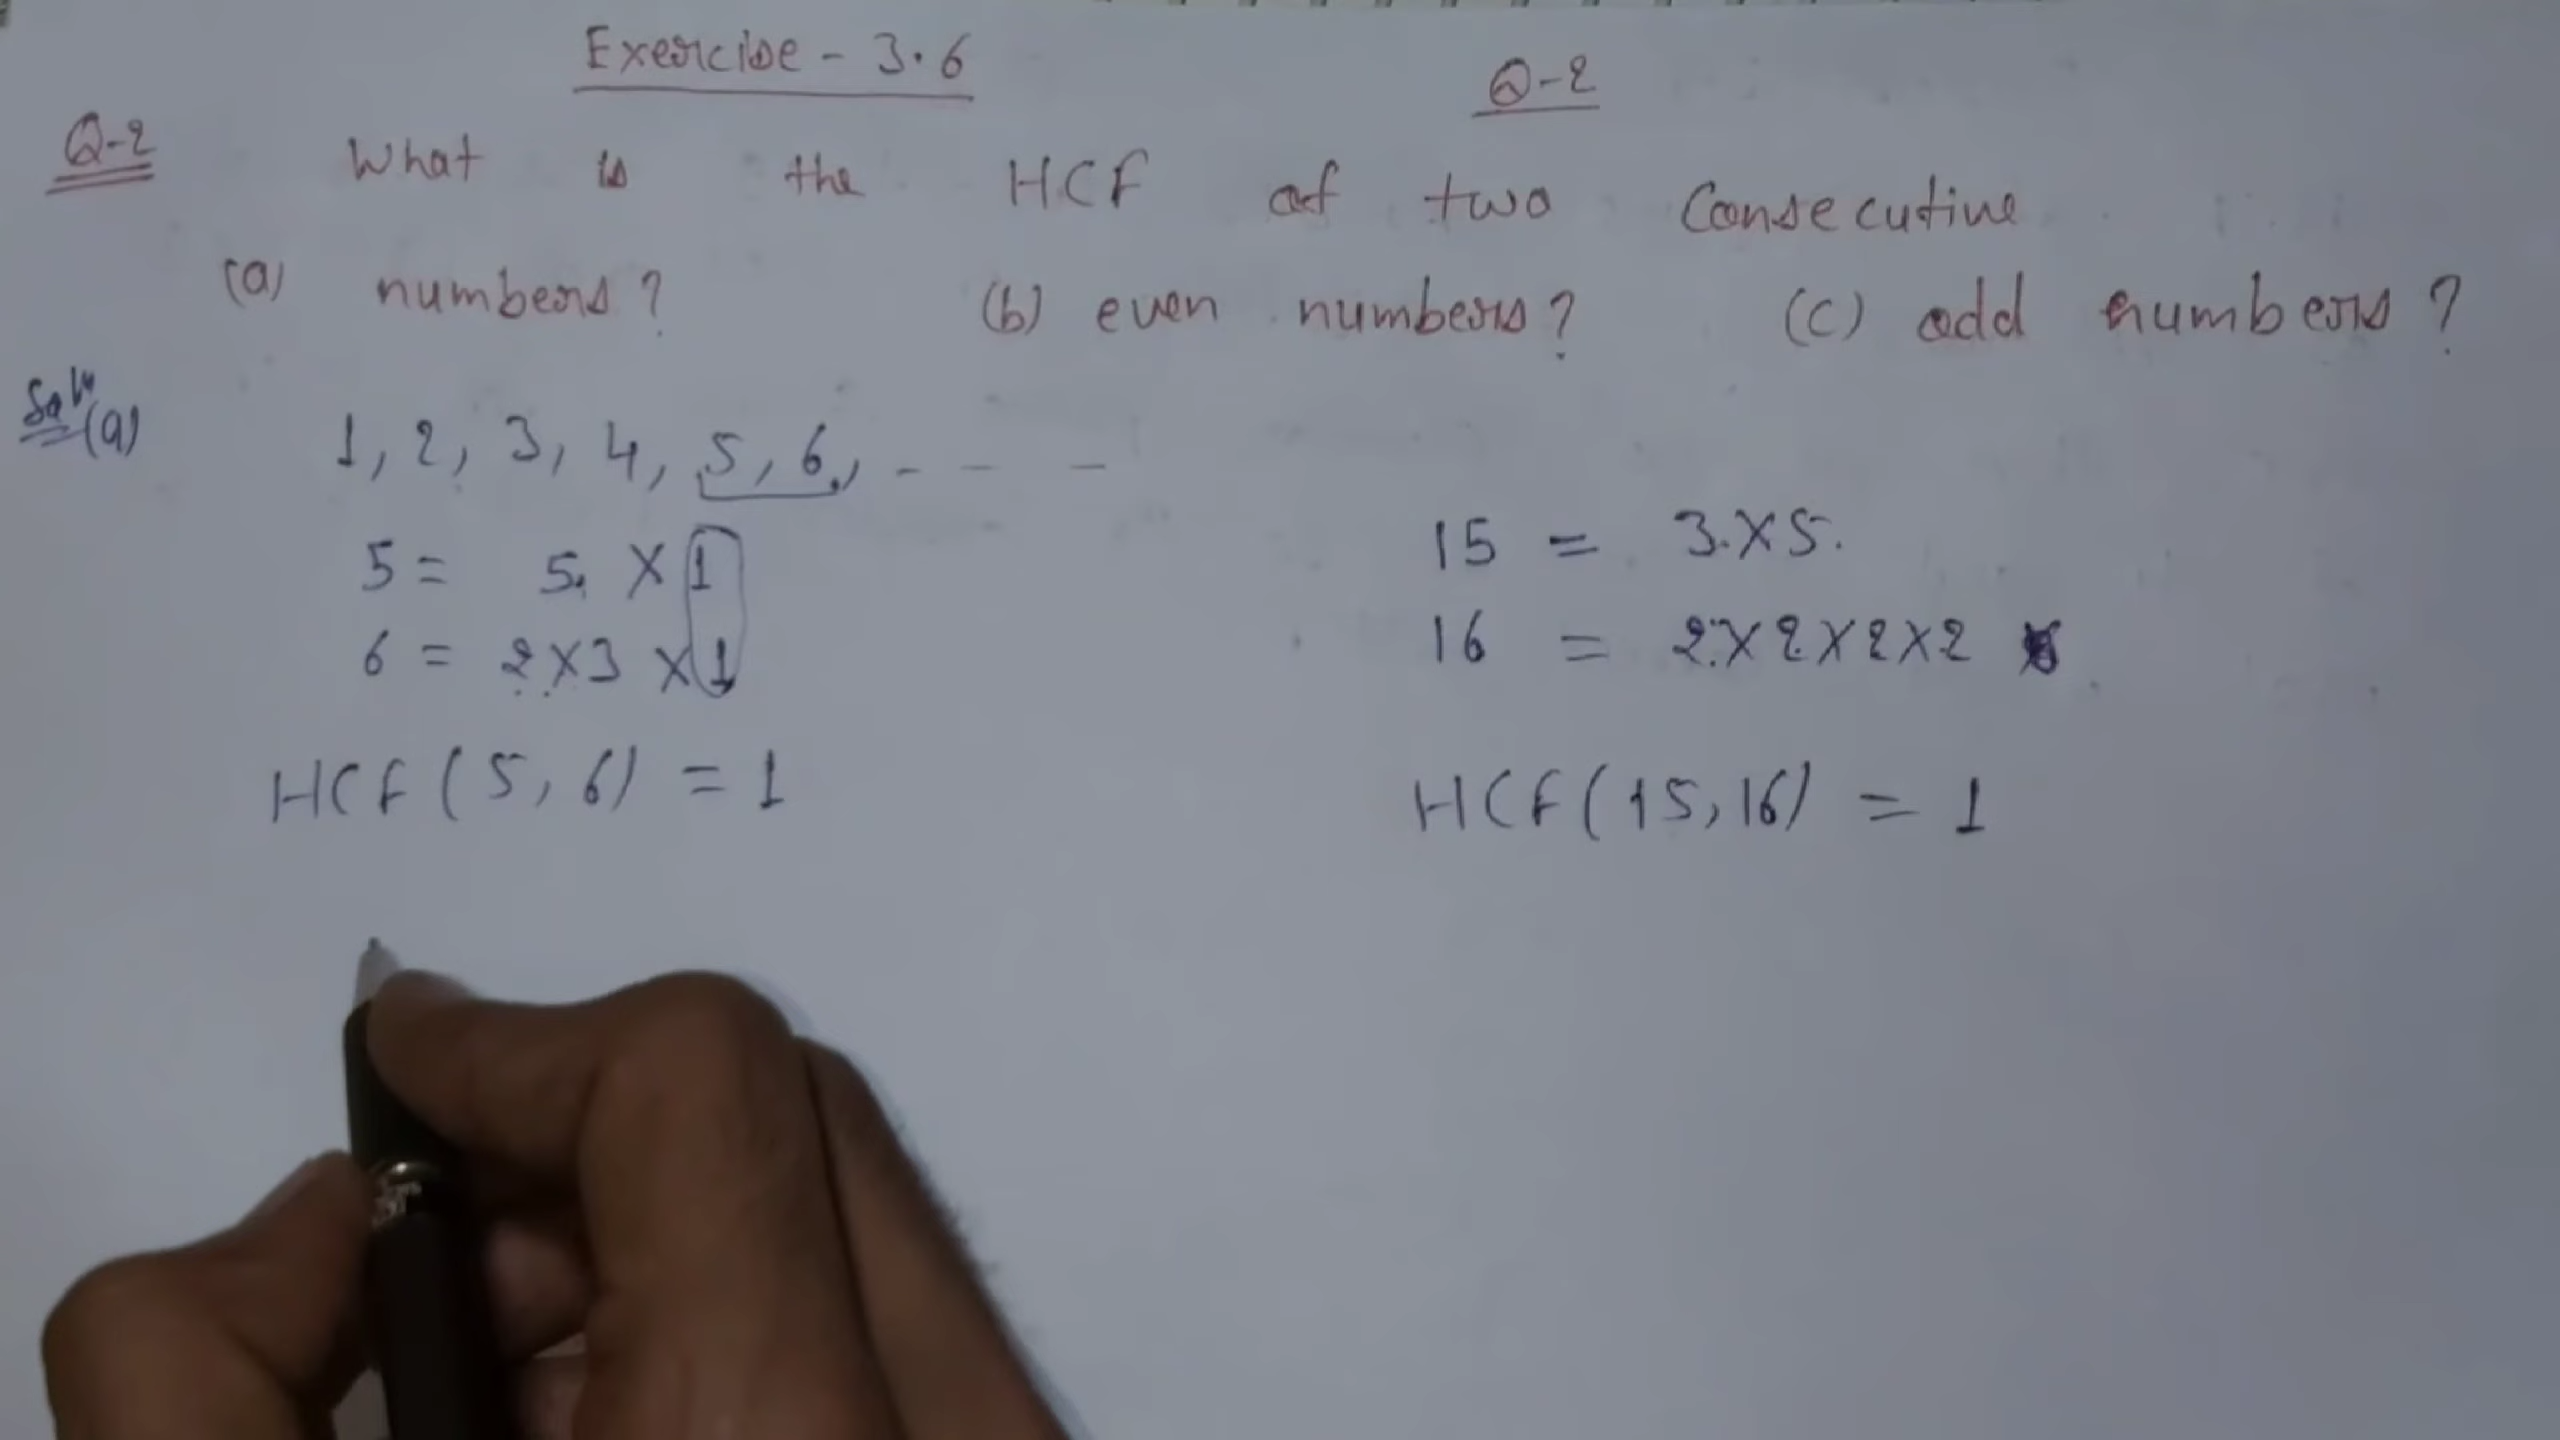 Exercise - 3.6
Q-2
Q-2 What is the HCF of two Consecutive
(a) numbers? (b) even numbers? (c) odd numbers?
Soln (a) 1, 2, 3, 4, 5, 6, - - -
5 = 5 × 1
6 = 2 × 3 × 1
HCF (5, 6) = 1
15 = 3 × 5
16 = 2 × 2 × 2 × 2
HCF (15, 16) = 1